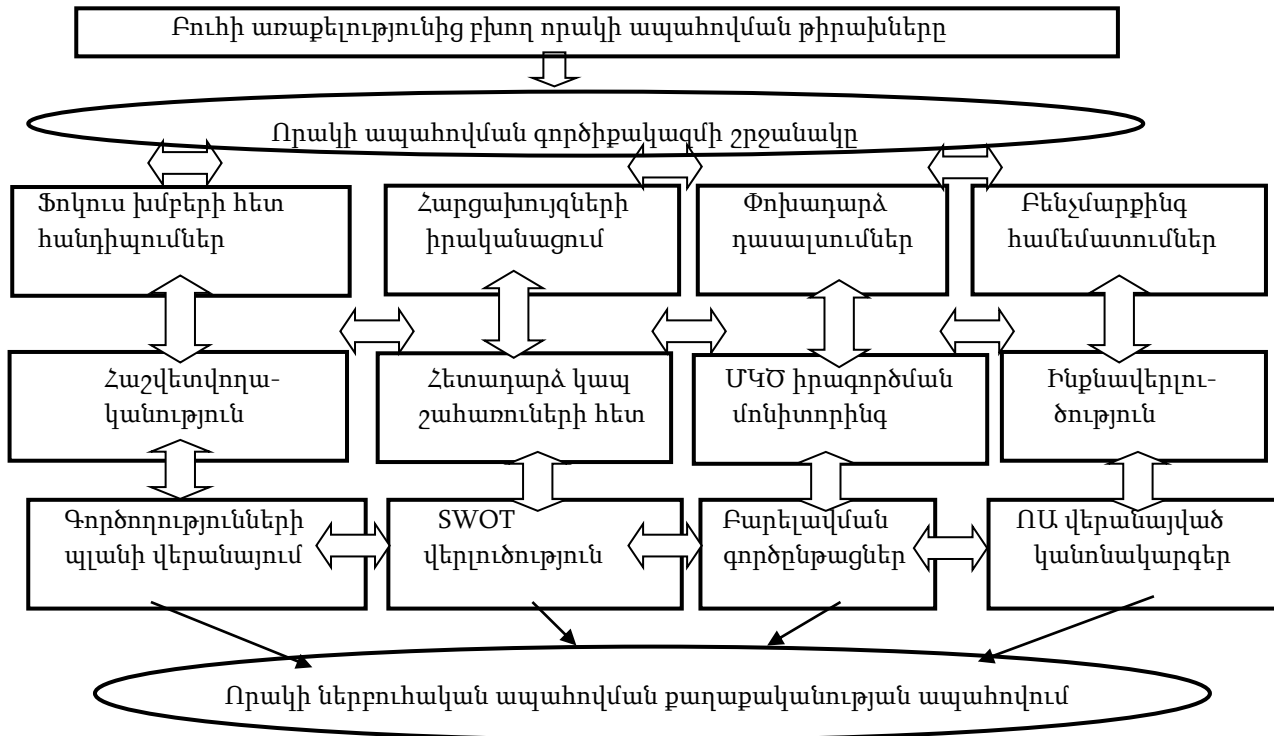 Բուհի առաքելությունից բխող որակի ապահովման թիրախները
Որակի ապահովման գործիքակազմի շրջանակը
Ֆոկուս խմբերի հետ
հանդիպումներ
Հարցախույզների
իրականացում
Փոխադարձ
դասալսումներ
Բենչմարքինգ
համեմատումներ
Հաշվետվողա-
կանություն
Հետադարձ կապ
շահառուների հետ
ՄԿԾ իրագործման
մոնիտորինգ
Ինքնավերլու-
ծություն
Գործողությունների
պլանի վերանայում
SWOT
վերլուծություն
Բարելավման
գործընթացներ
ՈԱ վերանայված
կանոնակարգեր
Որակի ներբուհական ապահովման քաղաքականության ապահովում